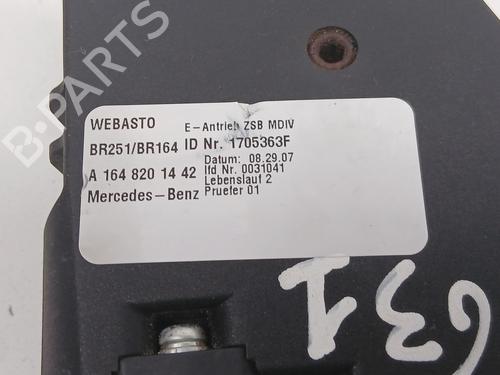 WEBASTO E-Antrieb ZSB MDIV
BR251/BR164 ID Nr. 1705363F
Datum: 08.29.07
A 164 820 14 42 lfd Nr. 0031041
Lebenslauf 2
Mercedes-Benz Pruefer 01
631